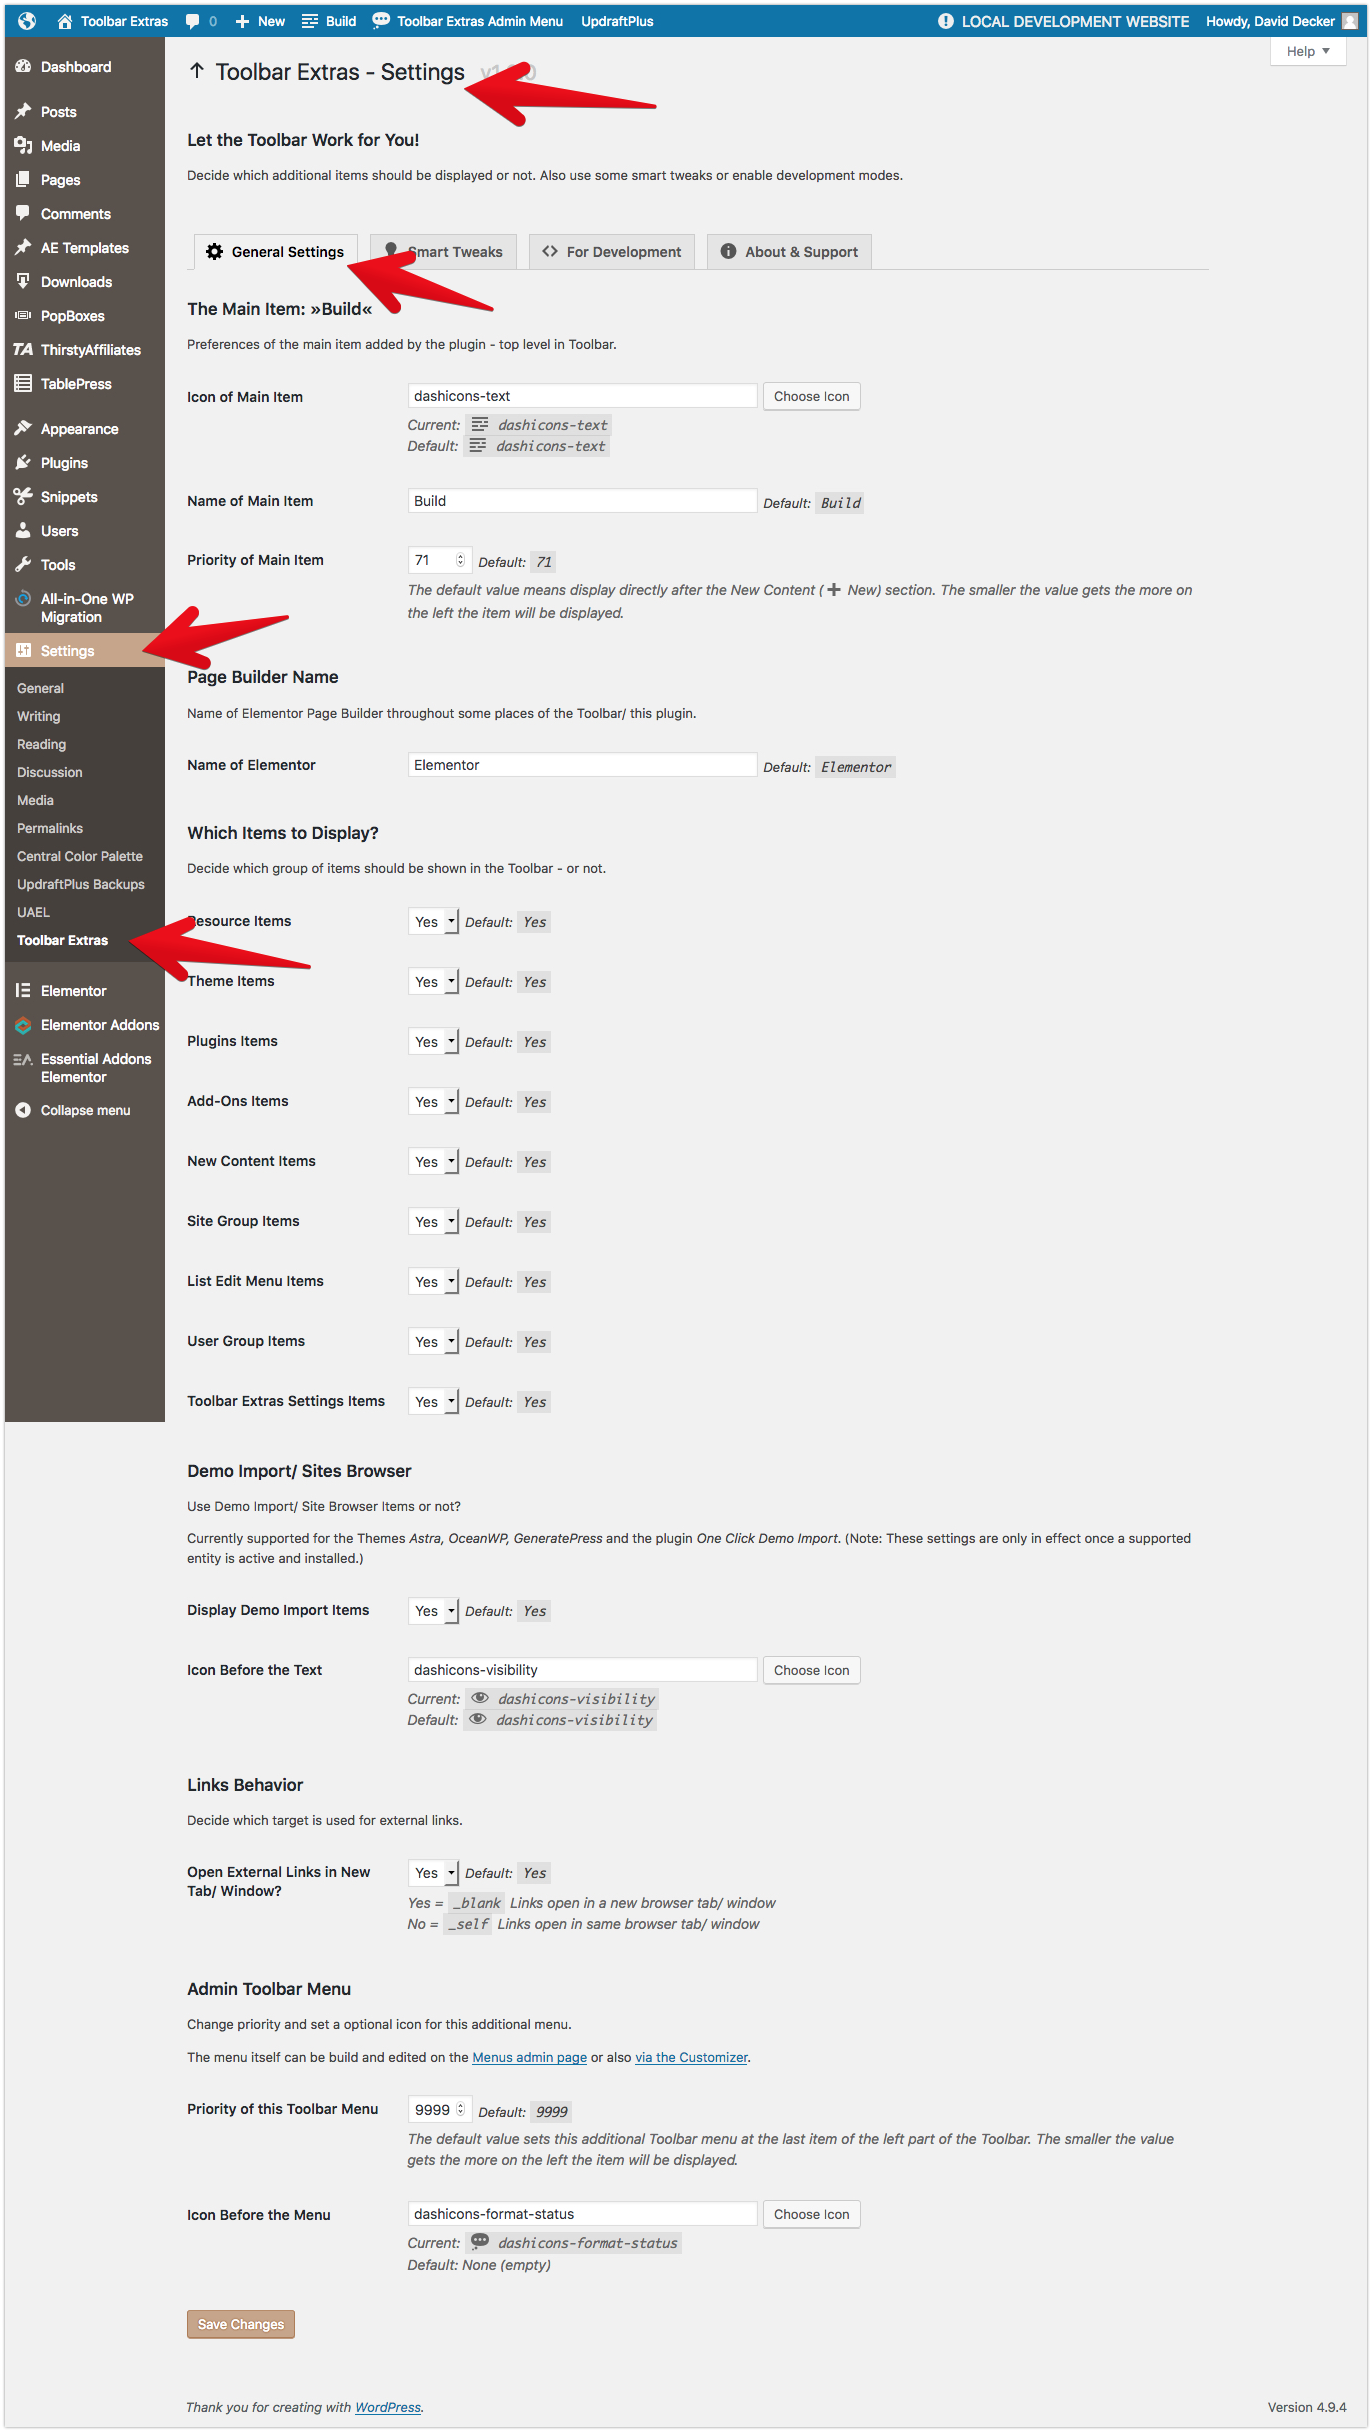 Toolbar Extras 0 New Build Toolbar Extras Admin Menu UpdraftPlus LOCAL DEVELOPMENT WEBSITE Howdy, David Decker
Help
Dashboard
Posts
Media
Pages
Comments
AE Templates
Downloads
PopBoxes
TA ThirstyAffiliates
TablePress
Appearance
Plugins
Snippets
Users
Tools
All-in-One WP
Migration
Settings
General
Writing
Reading
Discussion
Media
Permalinks
Central Color Palette
UpdraftPlus Backups
UAEL
Toolbar Extras
Elementor
Elementor Addons
Essential Addons
Elementor
Collapse menu
Toolbar Extras - Settings
Let the Toolbar Work for You!
Decide which additional items should be displayed or not. Also use some smart tweaks or enable development modes.
General Settings Smart Tweaks For Development About & Support
The Main Item: »Build«
Preferences of the main item added by the plugin - top level in Toolbar.
Icon of Main Item dashicons-text Choose Icon
Current: dashicons-text
Default: dashicons-text
Name of Main Item Build Default: Build
Priority of Main Item 71 Default: 71
The default value means display directly after the New Content ( New) section. The smaller the value gets the more on
the left the item will be displayed.
Page Builder Name
Name of Elementor Page Builder throughout some places of the Toolbar/ this plugin.
Name of Elementor Elementor Default: Elementor
Which Items to Display?
Decide which group of items should be shown in the Toolbar - or not.
Resource Items Yes Default: Yes
Theme Items Yes Default: Yes
Plugins Items Yes Default: Yes
Add-Ons Items Yes Default: Yes
New Content Items Yes Default: Yes
Site Group Items Yes Default: Yes
List Edit Menu Items Yes Default: Yes
User Group Items Yes Default: Yes
Toolbar Extras Settings Items Yes Default: Yes
Demo Import/ Sites Browser
Use Demo Import/ Site Browser Items or not?
Currently supported for the Themes Astra, OceanWP, GeneratePress and the plugin One Click Demo Import. (Note: These settings are only in effect once a supported
entity is active and installed.)
Display Demo Import Items Yes Default: Yes
Icon Before the Text dashicons-visibility Choose Icon
Current: dashicons-visibility
Default: dashicons-visibility
Links Behavior
Decide which target is used for external links.
Open External Links in New
Tab/ Window? Yes Default: Yes
Yes = _blank Links open in a new browser tab/ window
No = _self Links open in same browser tab/ window
Admin Toolbar Menu
Change priority and set a optional icon for this additional menu.
The menu itself can be build and edited on the Menus admin page or also via the Customizer.
Priority of this Toolbar Menu 9999 Default: 9999
The default value sets this additional Toolbar menu at the last item of the left part of the Toolbar. The smaller the value
gets the more on the left the item will be displayed.
Icon Before the Menu dashicons-format-status Choose Icon
Current: dashicons-format-status
Default: None (empty)
Save Changes
Thank you for creating with WordPress. Version 4.9.4